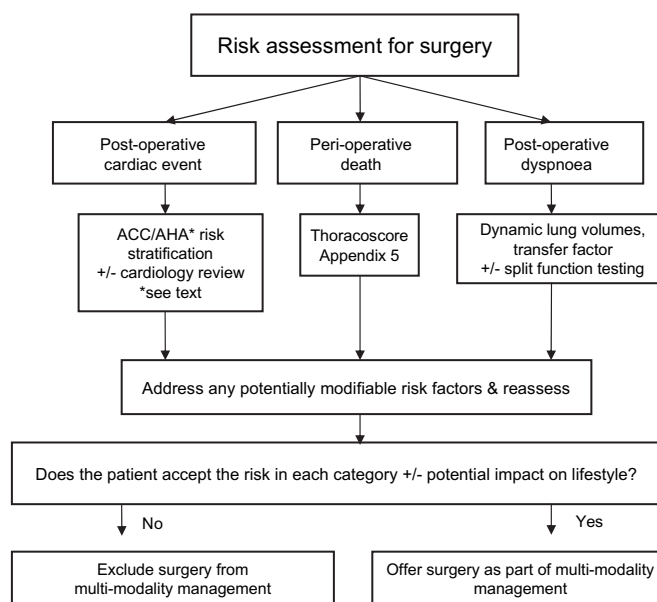 Risk assessment for surgery
Post-operative
cardiac event
Peri-operative
death
Post-operative
dyspnoea
ACC/AHA* risk
stratification
+/- cardiology review
*see text
Thoracoscore
Appendix 5
Dynamic lung volumes,
transfer factor
+/- split function testing
Address any potentially modifiable risk factors & reassess
Does the patient accept the risk in each category +/- potential impact on lifestyle?
No
Yes
Exclude surgery from
multi-modality management
Offer surgery as part of multi-modality
management